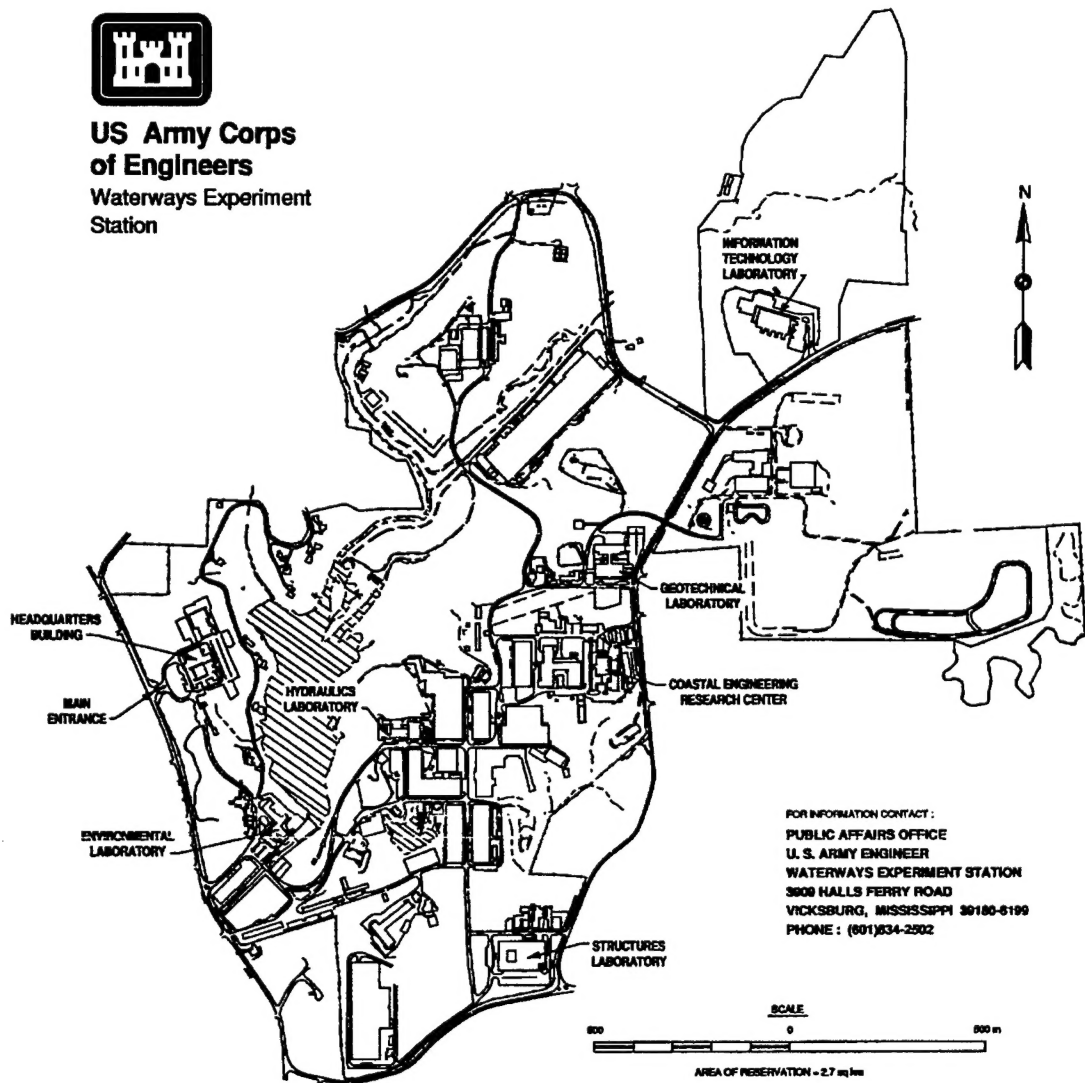 US Army Corps
of Engineers
Waterways Experiment
Station
N
INFORMATION
TECHNOLOGY
LABORATORY
GEOTECHNICAL
LABORATORY
HEADQUARTERS
BUILDING
MAIN
ENTRANCE
HYDRAULICS
LABORATORY
COASTAL ENGINEERING
RESEARCH CENTER
ENVIRONMENTAL
LABORATORY
STRUCTURES
LABORATORY
FOR INFORMATION CONTACT :
PUBLIC AFFAIRS OFFICE
U. S. ARMY ENGINEER
WATERWAYS EXPERIMENT STATION
3909 HALLS FERRY ROAD
VICKSBURG, MISSISSIPPI 39180-6199
PHONE : (601)634-2502
SCALE
500 0 500 m
AREA OF RESERVATION = 2.7 sq km